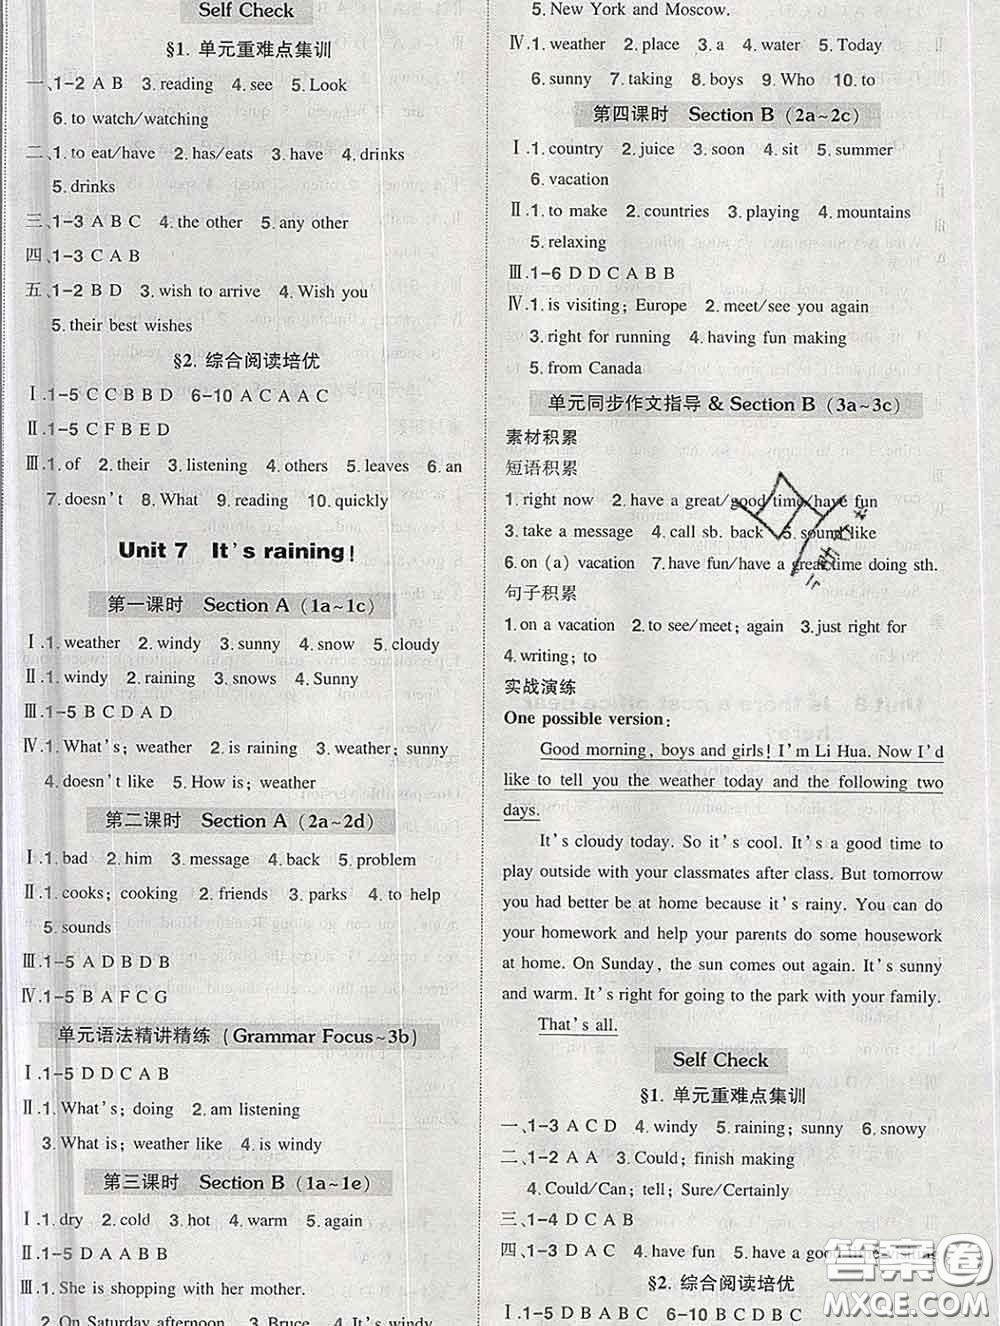 Self Check
§1. 单元重难点集训
一、1-2 A B  3. reading  4. see  5. Look
6. to watch/watching
二、1. to eat/have  2. has/eats  3. have  4. drinks
5. drinks
三、1-3 A B C  4. the other  5. any other
四、1-3 C A B
五、1-2 D B  3. wish to arrive  4. Wish you
5. their best wishes
§2. 综合阅读培优
Ⅰ.1-5 C C B B D  6-10 A C A A C
Ⅱ.1-5 C F B E D
Ⅲ.1. of  2. their  3. listening  4. others  5. leaves  6. an
7. doesn't  8. What  9. reading  10. quickly
Unit 7  It's raining!
第一课时  Section A (1a~1c)
Ⅰ.1. weather  2. windy  3. sunny  4. snow  5. cloudy
Ⅱ.1. windy  2. raining  3. snows  4. Sunny
Ⅲ.1-5 B C D A D
Ⅳ.1. What's; weather  2. is raining  3. weather; sunny
4. doesn't like  5. How is; weather
第二课时  Section A (2a~2d)
Ⅰ.1. bad  2. him  3. message  4. back  5. problem
Ⅱ.1. cooks; cooking  2. friends  3. parks  4. to help
5. sounds
Ⅲ.1-5 A D B D B
Ⅳ.1-5 B A F C G
单元语法精讲精练 (Grammar Focus~3b)
Ⅰ.1-5 D D C A B
Ⅱ.1. What's; doing  2. am listening
3. What is; weather like  4. is windy
第三课时  Section B (1a~1e)
Ⅰ.1. dry  2. cold  3. hot  4. warm  5. again
Ⅱ.1-5 D A A B B
Ⅲ.1. She is shopping with her mother.
2. On Saturday afternoon.  3. Bruce.  4. It's
5. New York and Moscow.
Ⅳ.1. weather  2. place  3. a  4. water  5. Today
6. sunny  7. taking  8. boys  9. Who  10. to
第四课时  Section B (2a~2c)
Ⅰ.1. country  2. juice  3. soon  4. sit  5. summer
6. vacation
Ⅱ.1. to make  2. countries  3. playing  4. mountains
5. relaxing
Ⅲ.1-6 D D C A B B
Ⅳ.1. is visiting; Europe  2. meet/see you again
3. right for running  4. having fun making
5. from Canada
单元同步作文指导 & Section B (3a~3c)
素材积累
短语积累
1. right now  2. have a great/good time/have fun
3. take a message  4. call sb. back  5. sound like
6. on (a) vacation  7. have fun/have a great time doing sth.
句子积累
1. on a vacation  2. to see/meet; again  3. just right for
4. writing; to
实战演练
One possible version:
Good morning, boys and girls! I'm Li Hua. Now I'd
like to tell you the weather today and the following two
days.
It's cloudy today. So it's cool. It's a good time to
play outside with your classmates after class. But tomorrow
you had better be at home because it's rainy. You can do
your homework and help your parents do some housework
at home. On Sunday, the sun comes out again. It's sunny
and warm. It's right for going to the park with your family.
That's all.
Self Check
§1. 单元重难点集训
一、1-3 A C D  4. windy  5. raining; sunny  6. snowy
二、1-2 A A  3. Could; finish making
4. Could/Can; tell; Sure/Certainly
三、1-4 D C A B
四、1-3 D A C  4. have fun  5. have a good time visiting
§2. 综合阅读培优
Ⅰ.1-5 D B A B C  6-10 B C D B C
答案卷
MXQE.COM